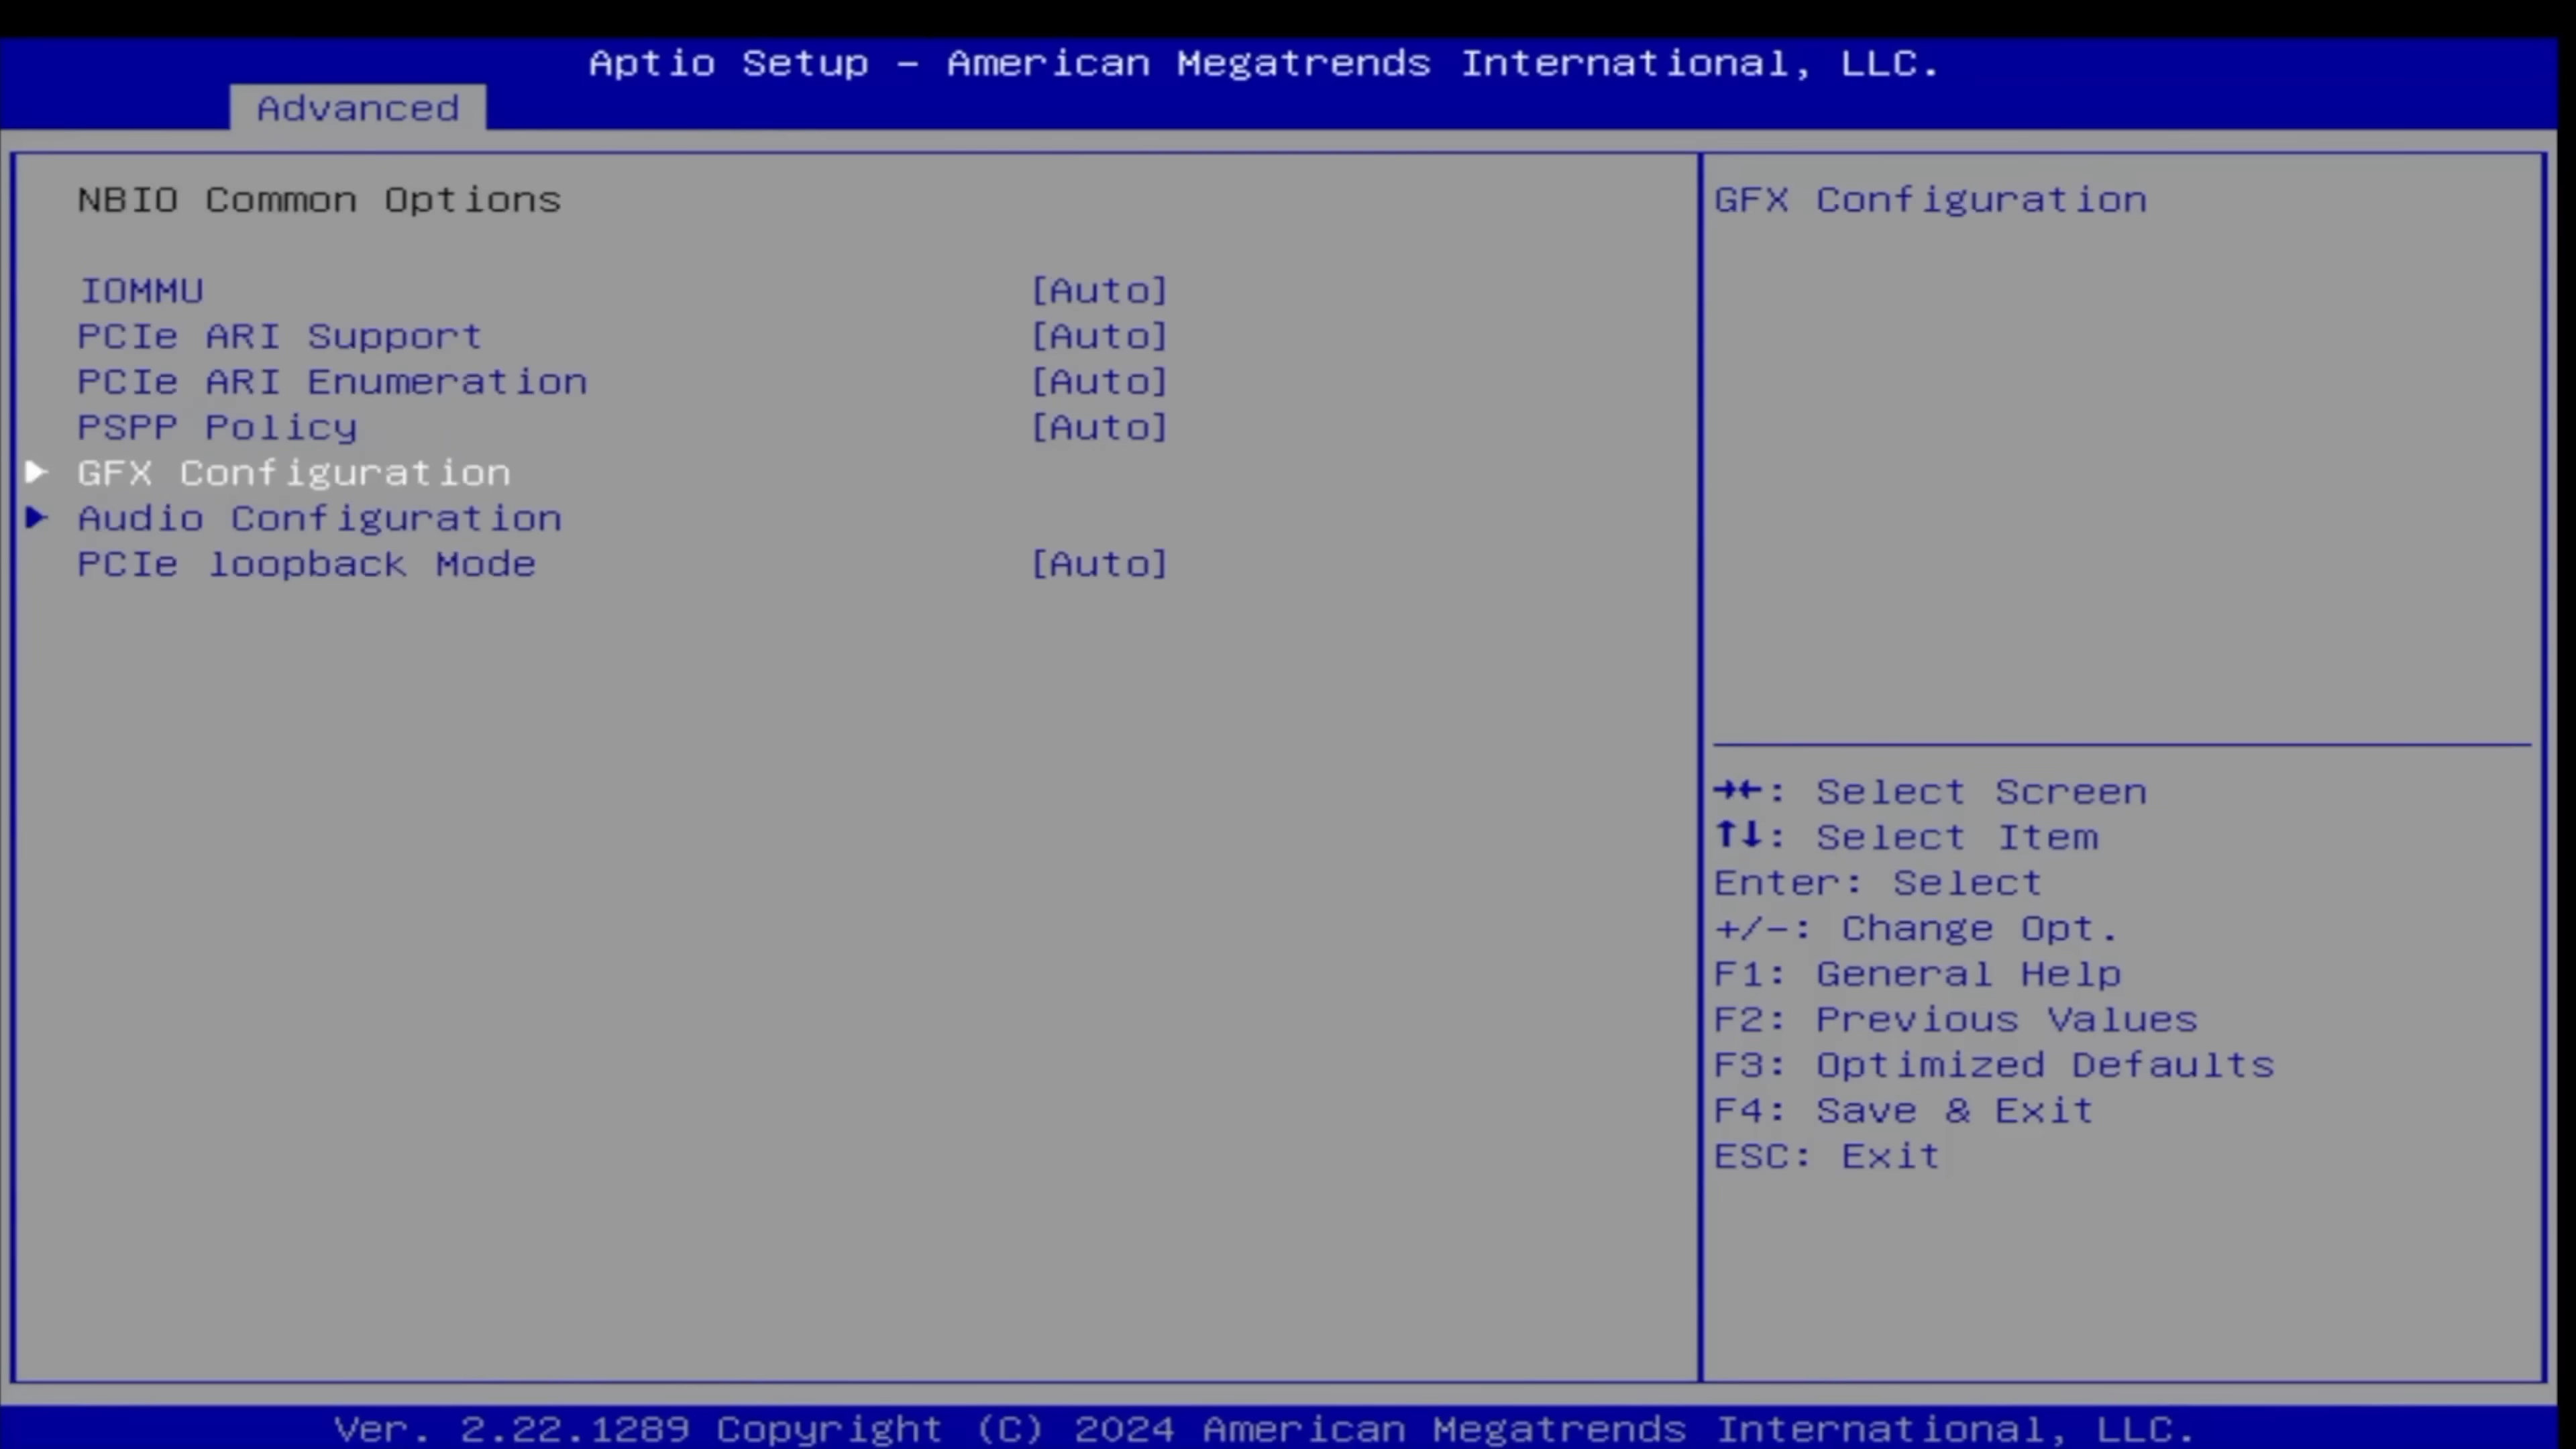 Aptio Setup - American Megatrends International, LLC.
Advanced
NBIO Common Options
IOMMU [Auto]
PCIe ARI Support [Auto]
PCIe ARI Enumeration [Auto]
PSPP Policy [Auto]
► GFX Configuration
► Audio Configuration
PCIe loopback Mode [Auto]
GFX Configuration
→←: Select Screen
↑↓: Select Item
Enter: Select
+/-: Change Opt.
F1: General Help
F2: Previous Values
F3: Optimized Defaults
F4: Save & Exit
ESC: Exit
Ver. 2.22.1289 Copyright (C) 2024 American Megatrends International, LLC.